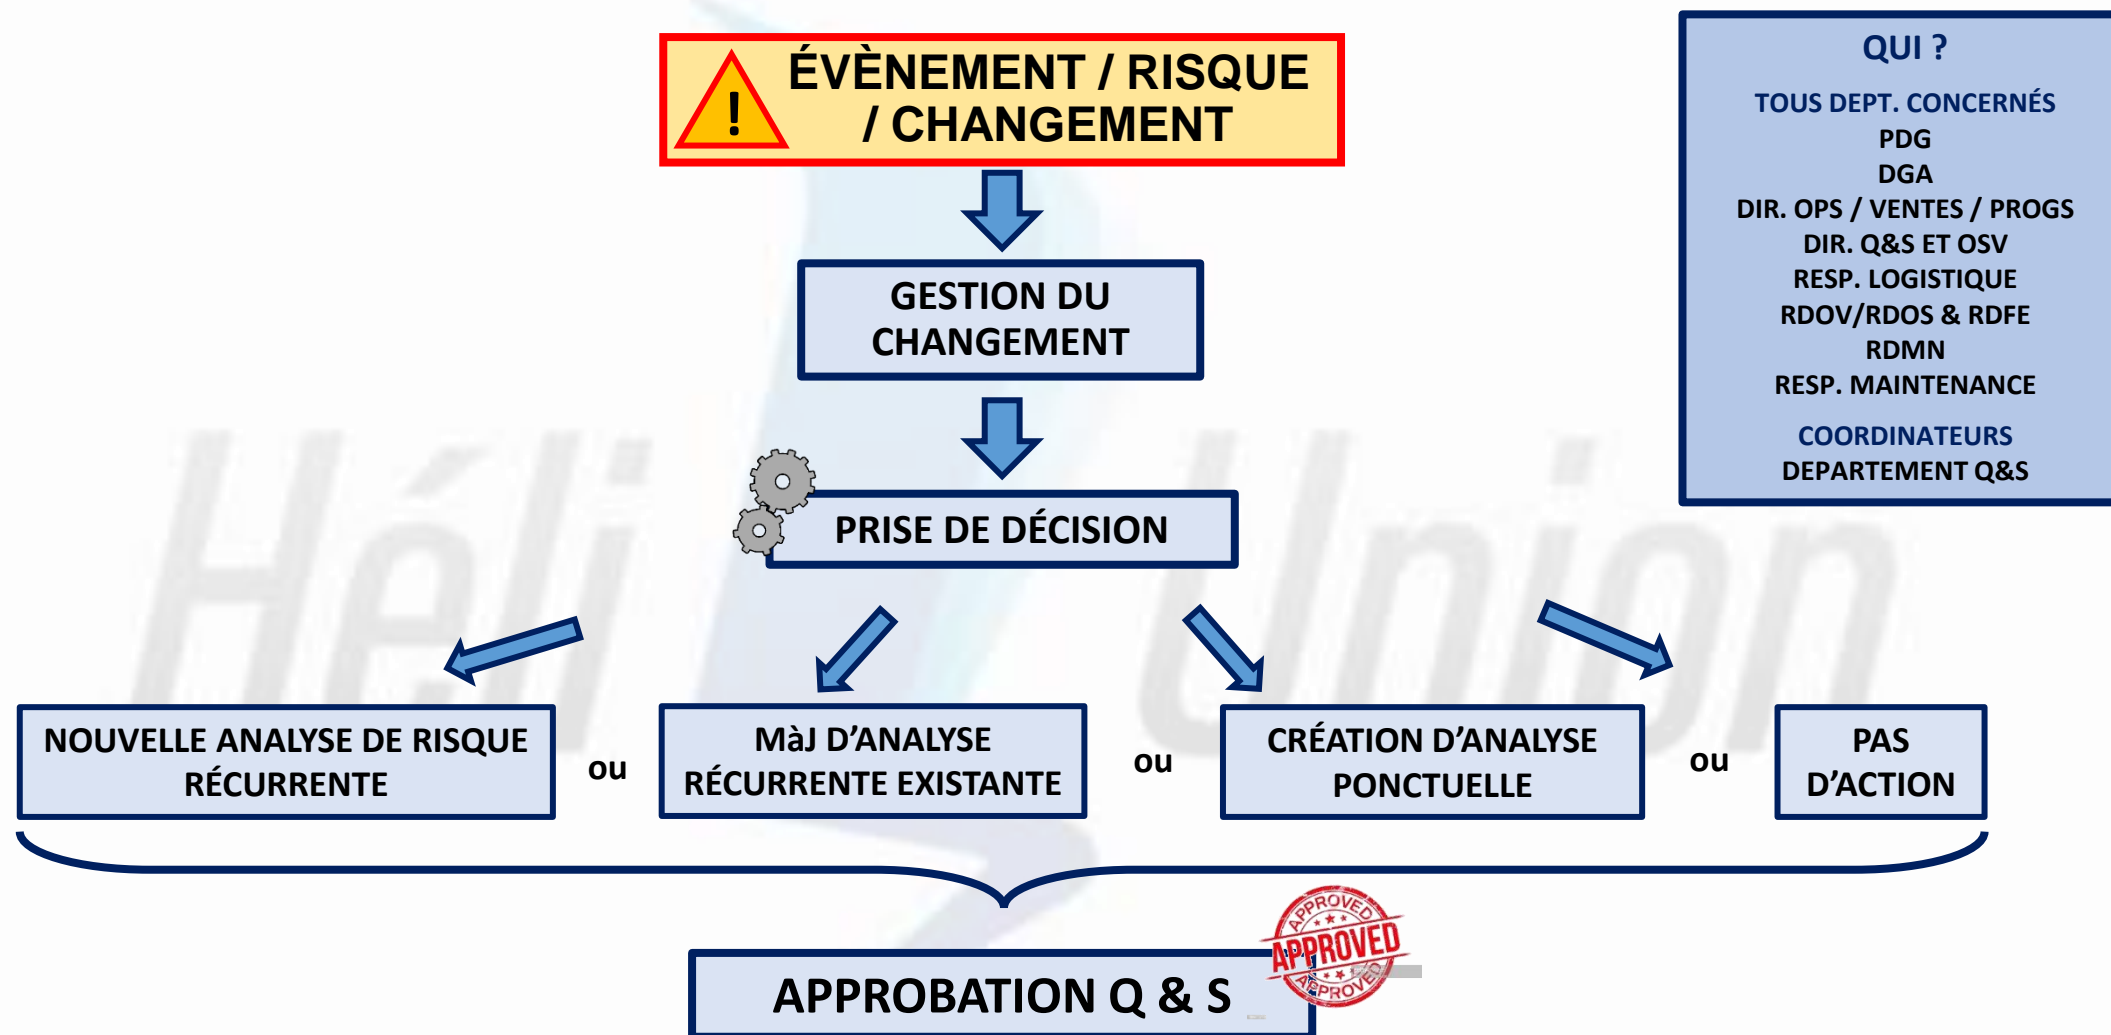 ÉVÈNEMENT / RISQUE
/ CHANGEMENT
!
QUI ?
TOUS DEPT. CONCERNÉS
PDG
DGA
DIR. OPS / VENTES / PROGS
DIR. Q&S ET OSV
RESP. LOGISTIQUE
RDOV/RDOS & RDFE
RDMN
RESP. MAINTENANCE
COORDINATEURS
DEPARTEMENT Q&S
GESTION DU
CHANGEMENT
PRISE DE DÉCISION
Héli Union
NOUVELLE ANALYSE DE RISQUE
RÉCURRENTE
ou
MàJ D'ANALYSE
RÉCURRENTE EXISTANTE
ou
CRÉATION D'ANALYSE
PONCTUELLE
ou
PAS
D'ACTION
APPROBATION Q & S
APPROVED
APPROVED
APPROVED